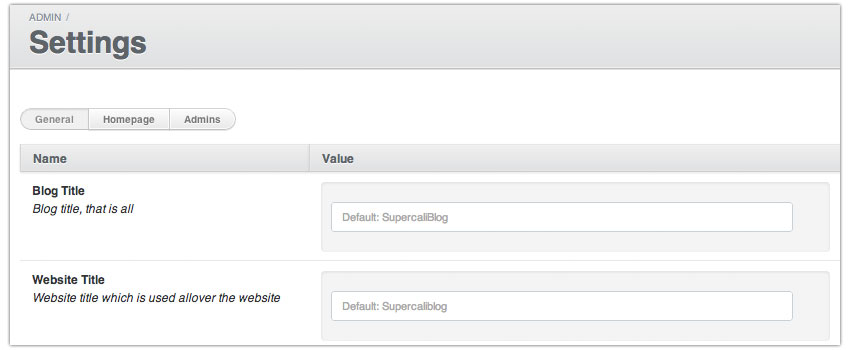 ADMIN /
Settings
General Homepage Admins
Name Value
Blog Title
Blog title, that is all
Default: SupercaliBlog
Website Title
Website title which is used allover the website
Default: Supercaliblog